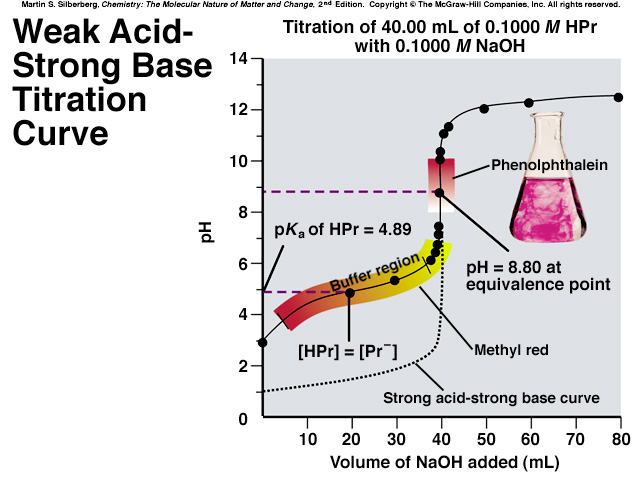 Martin S. Silberberg, Chemistry: The Molecular Nature of Matter and Change, 2nd Edition. Copyright © The McGraw-Hill Companies, Inc. All rights reserved.
Weak Acid-
Strong Base
Titration
Curve
Titration of 40.00 mL of 0.1000 M HPr
with 0.1000 M NaOH
14
12
10
8
6
4
2
0
pH
Phenolphthalein
pKa of HPr = 4.89
Buffer region
pH = 8.80 at
equivalence point
[HPr] = [Pr⁻]
Methyl red
Strong acid-strong base curve
10 20 30 40 50 60 70 80
Volume of NaOH added (mL)